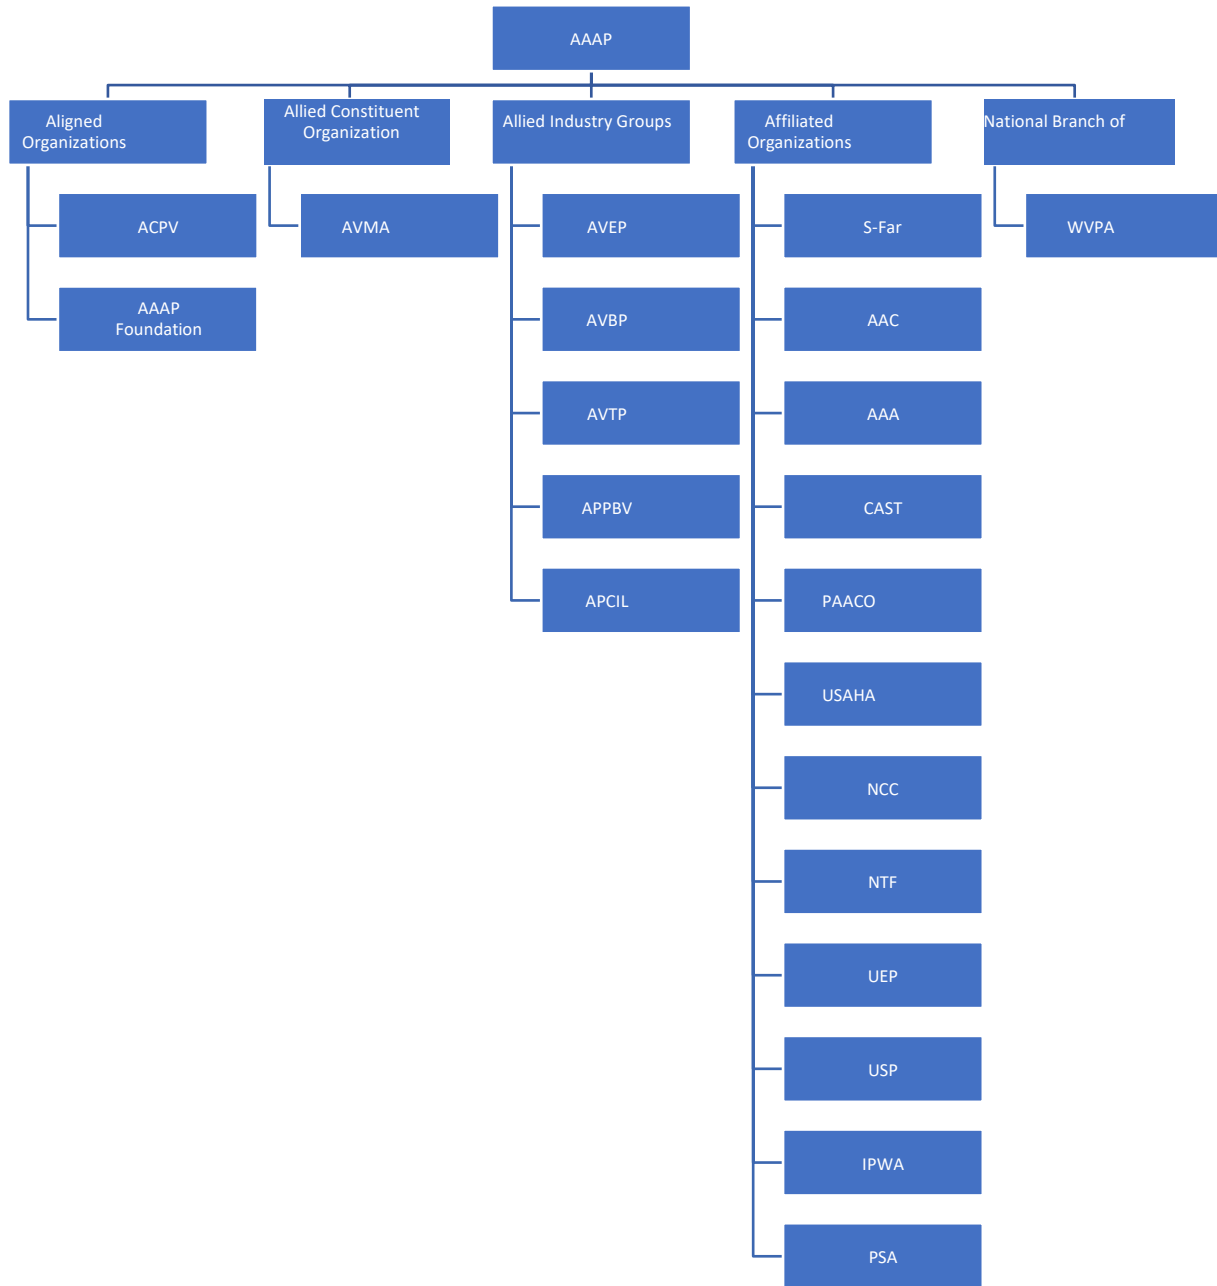 AAAP
Aligned
Organizations
ACPV
AAAP
Foundation
Allied Constituent
Organization
AVMA
Allied Industry Groups
AVEP
AVBP
AVTP
APPBV
APCIL
Affiliated
Organizations
S-Far
AAC
AAA
CAST
PAACO
USAHA
NCC
NTF
UEP
USP
IPWA
PSA
National Branch of
WVPA